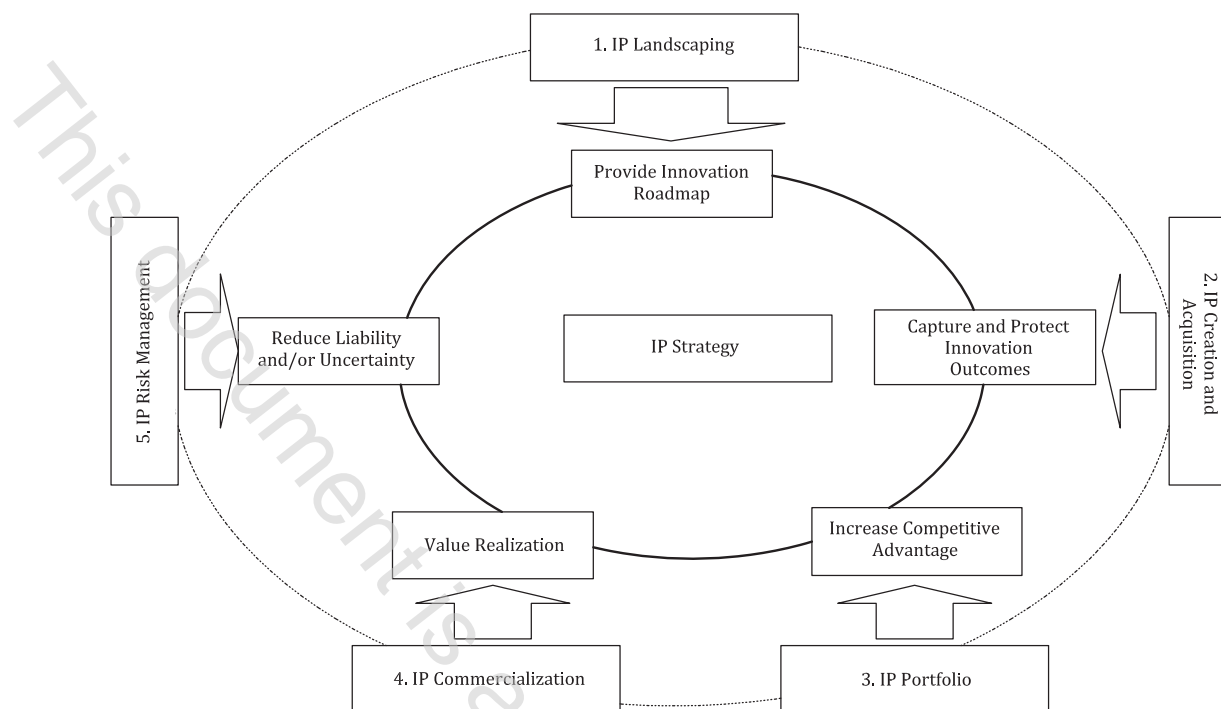 1. IP Landscaping
Provide Innovation
Roadmap
2. IP Creation and
Acquisition
Capture and Protect
Innovation
Outcomes
IP Strategy
5. IP Risk Management
Reduce Liability
and/or Uncertainty
Value Realization
Increase Competitive
Advantage
4. IP Commercialization
3. IP Portfolio
This document is a